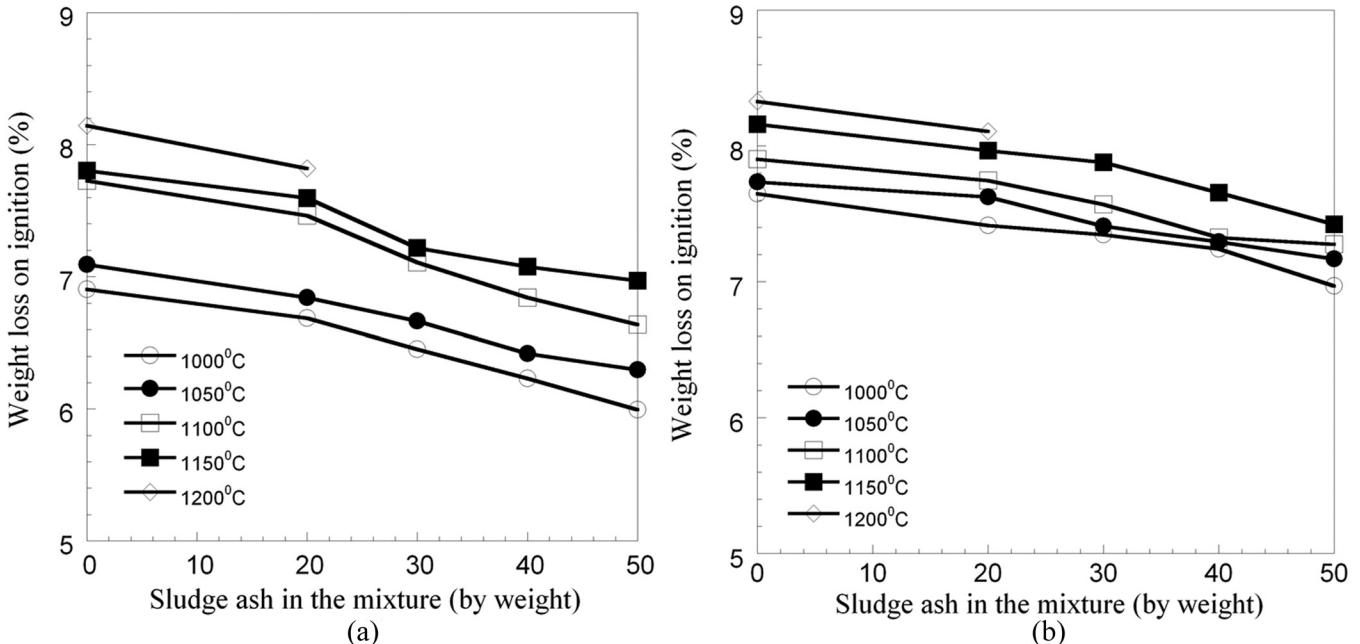 Weight loss on ignition (%)
9
8
7
6
5
1000⁰C
1050⁰C
1100⁰C
1150⁰C
1200⁰C
0 10 20 30 40 50
Sludge ash in the mixture (by weight)
(a)
Weight loss on ignition (%)
9
8
7
6
5
1000⁰C
1050⁰C
1100⁰C
1150⁰C
1200⁰C
0 10 20 30 40 50
Sludge ash in the mixture (by weight)
(b)